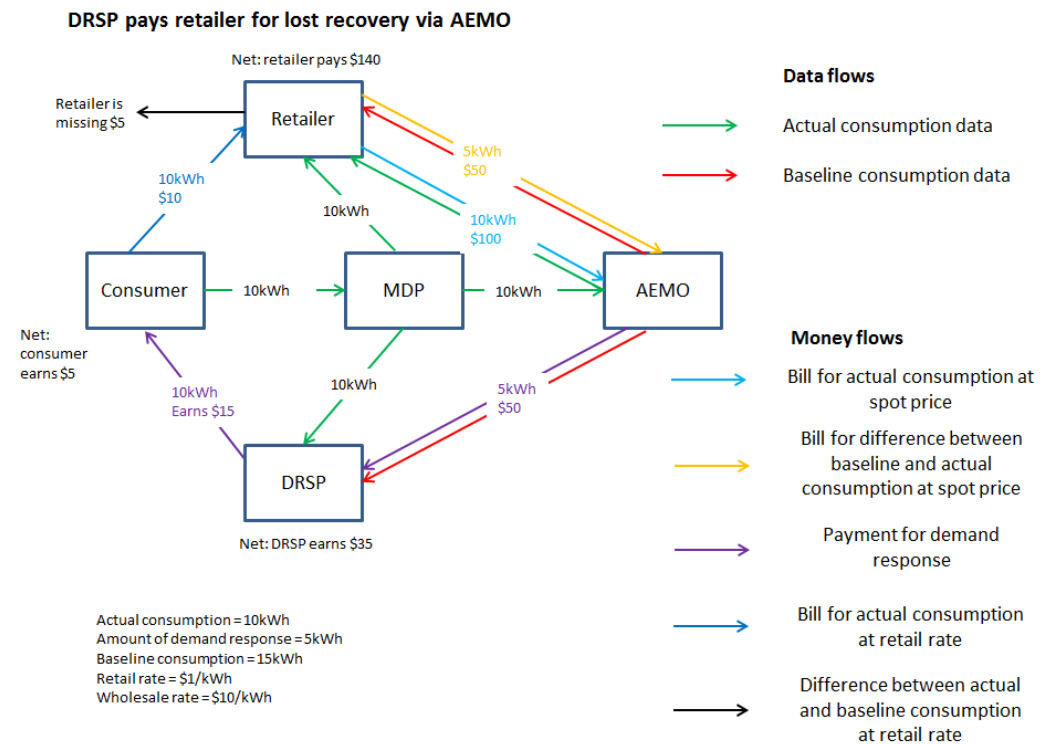 DRSP pays retailer for lost recovery via AEMO
Net: retailer pays $140
Retailer is
missing $5
Retailer
5kWh
$50
10kWh
$10
10kWh
10kWh
$100
Consumer
10kWh
MDP
10kWh
AEMO
Net:
consumer
earns $5
10kWh
Earns $15
10kWh
5kWh
$50
DRSP
Net: DRSP earns $35
Actual consumption = 10kWh
Amount of demand response = 5kWh
Baseline consumption = 15kWh
Retail rate = $1/kWh
Wholesale rate = $10/kWh
Data flows
Actual consumption data
Baseline consumption data
Money flows
Bill for actual consumption at
spot price
Bill for difference between
baseline and actual
consumption at spot price
Payment for demand
response
Bill for actual consumption
at retail rate
Difference between actual
and baseline consumption
at retail rate